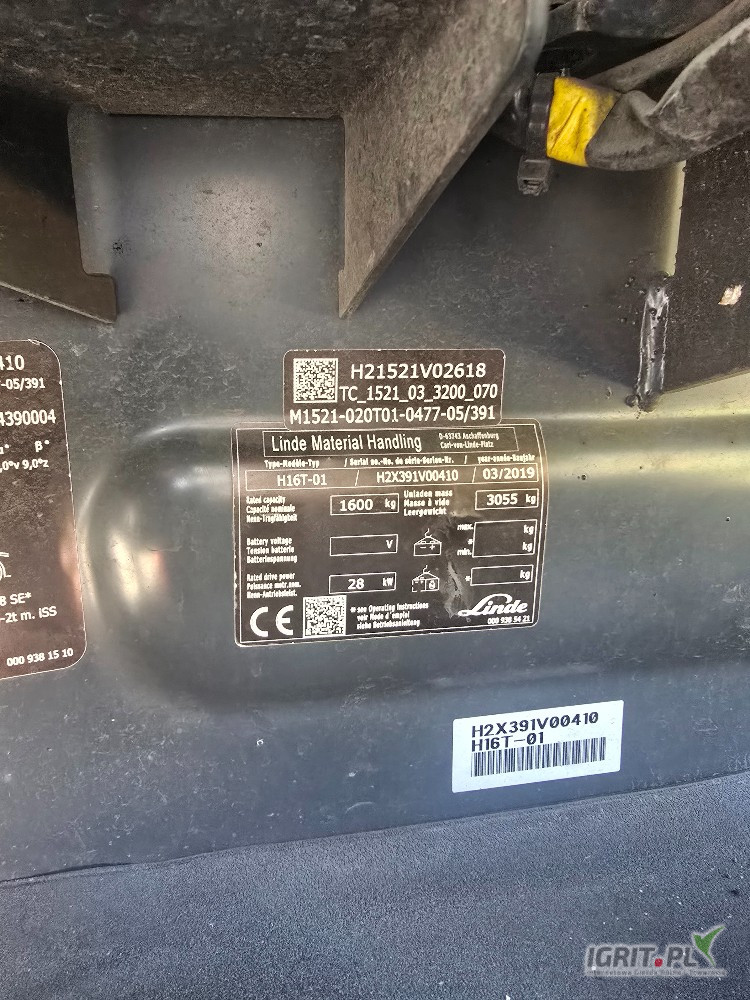 410
-05/391
4390004
α° β°
,0°v 9,0°z
B SE*
-2t m. ISS
000 938 15 10
H21521V02618
TC_1521_03_3200_070
M1521-020T01-0477-05/391
Linde Material Handling
D-63743 Aschaffenburg
Carl-von-Linde-Platz
Type-Modèle-Typ / Serial no.-No. de série-Serien-Nr. / year-année-Baujahr
H16T-01 / H2X391V00410 / 03/2019
Rated capacity
Capacité nominale
Nenn-Tragfähigkeit
1600 kg
Unladen mass
Masse à vide
Leergewicht
3055 kg
Battery voltage
Tension batterie
Batteriespannung
V
max. kg
*
min. kg
Rated drive power
Puissance motr.nom.
Nenn-Antriebsleist.
28 kW
* kg
CE
* see Operating Instructions
voir Mode d'emploi
siehe Betriebsanleitung
Linde
000 938 54 21
H2X391V00410
H16T-01
IGRIT.PL